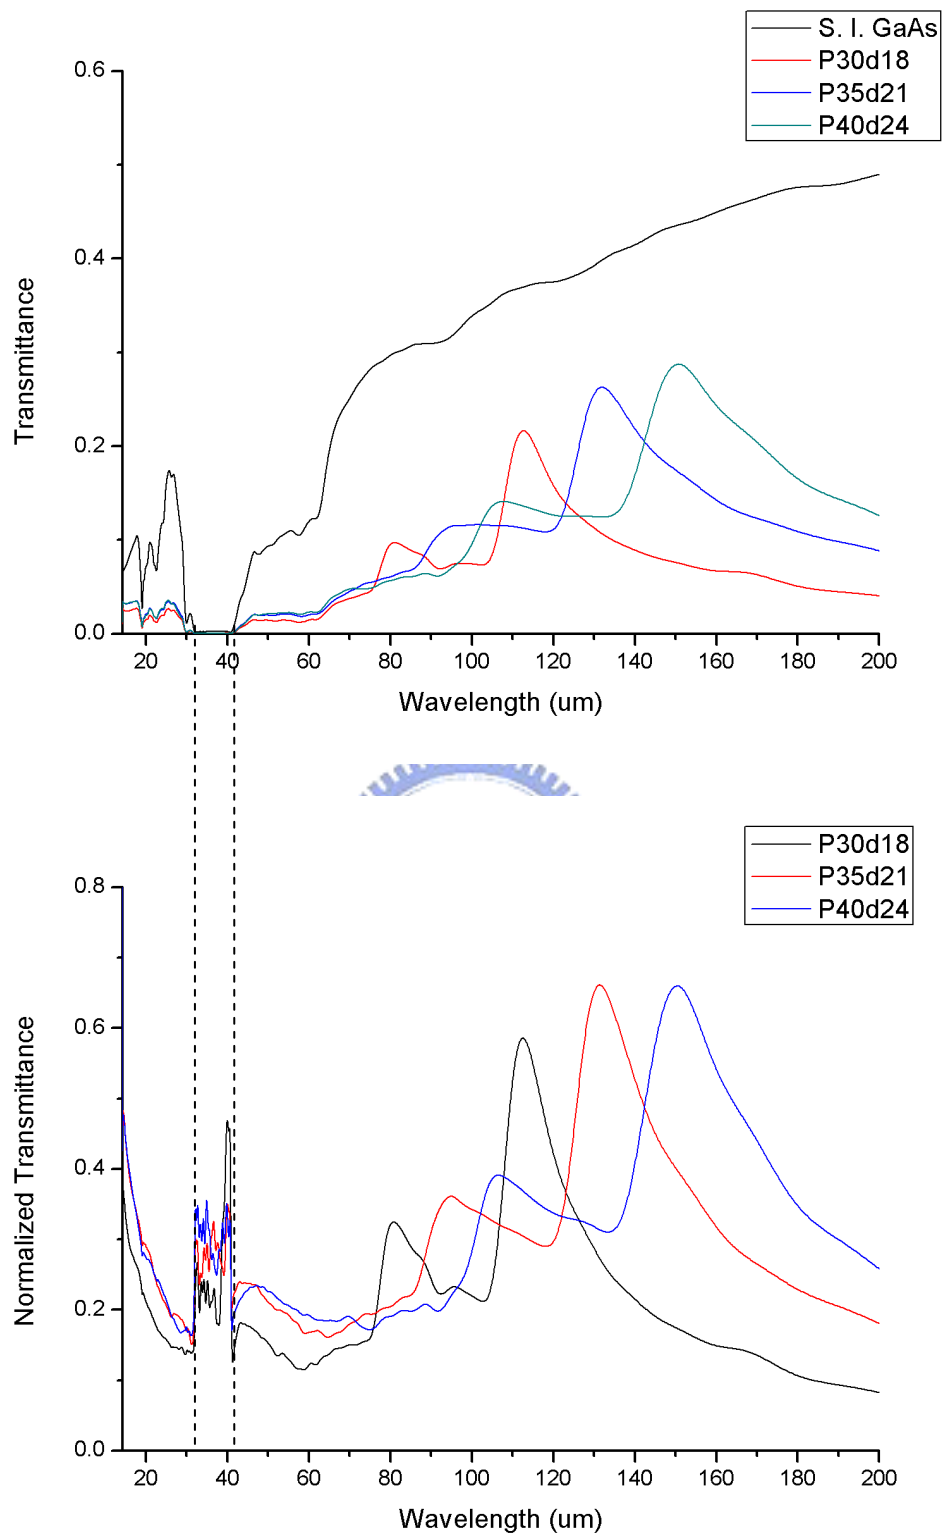 S. I. GaAs
P30d18
P35d21
P40d24
0.6
0.4
0.2
0.0
Transmittance
20 40 60 80 100 120 140 160 180 200
Wavelength (um)
P30d18
P35d21
P40d24
0.8
0.6
0.4
0.2
0.0
Normalized Transmittance
20 40 60 80 100 120 140 160 180 200
Wavelength (um)